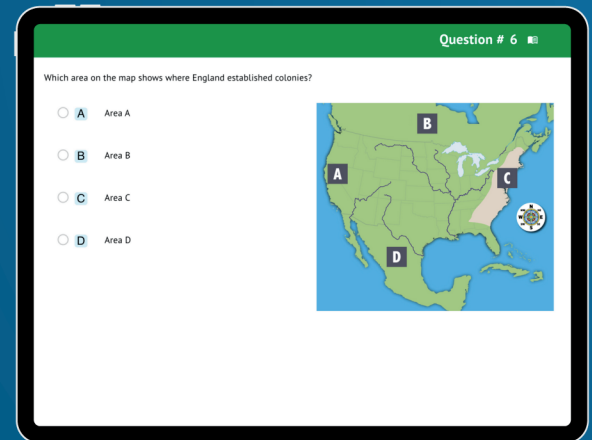 Question # 6
Which area on the map shows where England established colonies?
A Area A
B Area B
C Area C
D Area D
B
A
C
N
W E
D